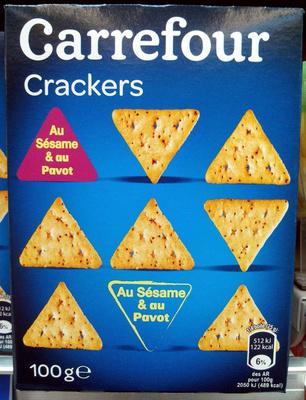 Carrefour
Crackers
Au
Sésame
& au
Pavot
Au Sésame
& au
Pavot
512 kJ
122 kcal
6%
des AR
pour 100g
2050 kJ (489 kcal)
100g℮